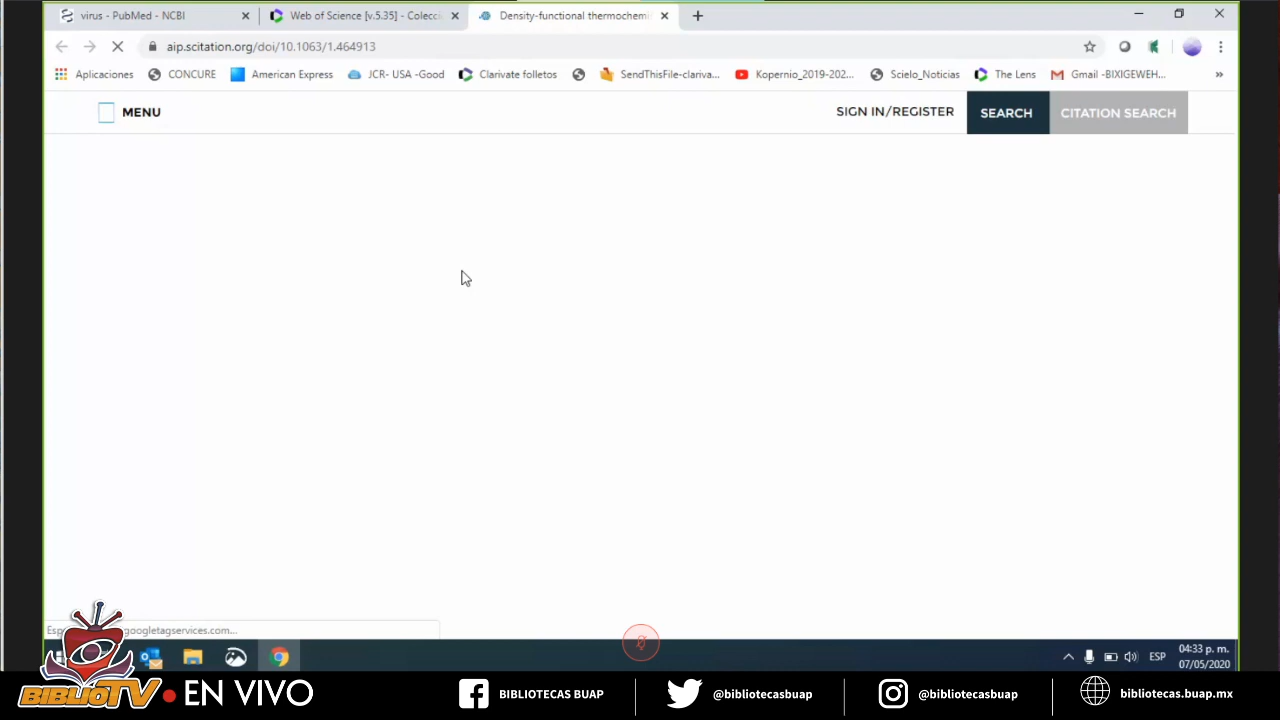 virus - PubMed - NCBI
Web of Science [v.5.35] - Colecci
Density-functional thermochemi
aip.scitation.org/doi/10.1063/1.464913
Aplicaciones
CONCURE
American Express
JCR- USA -Good
Clarivate folletos
SendThisFile-clariva...
Kopernio_2019-202...
Scielo_Noticias
The Lens
Gmail -BIXIGEWEH...
»
MENU
SIGN IN/REGISTER
SEARCH
CITATION SEARCH
googletagservices.com...
ESP
04:33 p. m.
07/05/2020
BIBLIOTV
EN VIVO
BIBLIOTECAS BUAP
@bibliotecasbuap
@bibliotecasbuap
bibliotecas.buap.mx